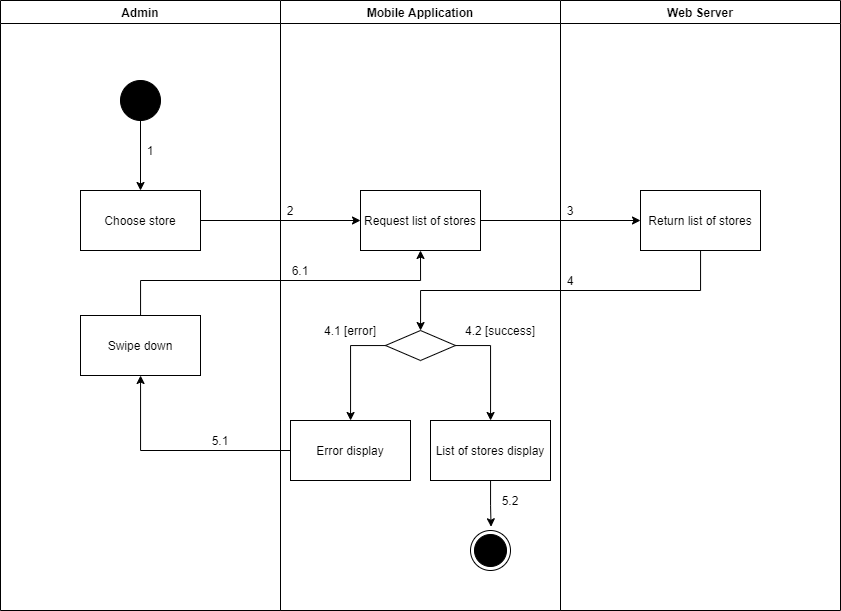 Admin
Mobile Application
Web Server
1
Choose store
2
Request list of stores
3
Return list of stores
6.1
4
Swipe down
4.1 [error]
4.2 [success]
5.1
Error display
List of stores display
5.2